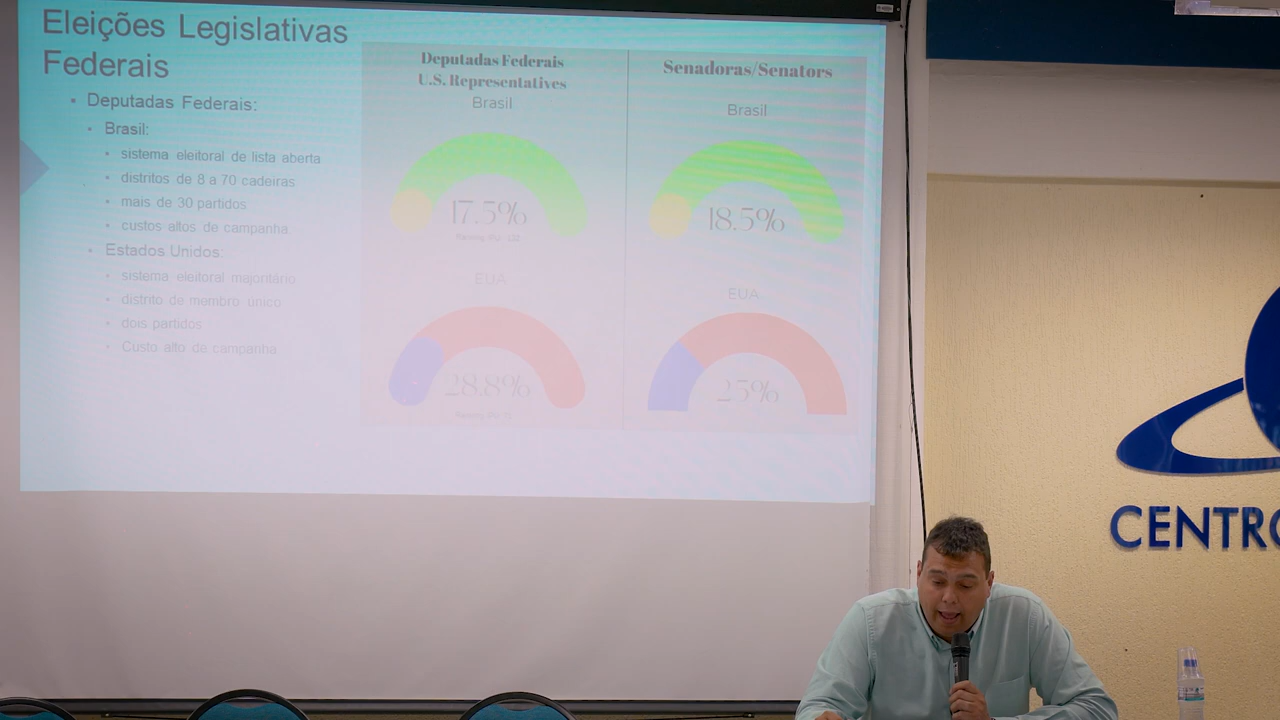 Eleições Legislativas
Federais
Deputadas Federais:
Brasil:
sistema eleitoral de lista aberta
distritos de 8 a 70 cadeiras
mais de 30 partidos
custos altos de campanha
Estados Unidos:
sistema eleitoral majoritário
distrito de membro único
dois partidos
Custo alto de campanha
Deputadas Federais
U.S. Representatives
Brasil
17.5%
EUA
28.8%
Senadoras/Senators
Brasil
18.5%
EUA
25%
CENTRO